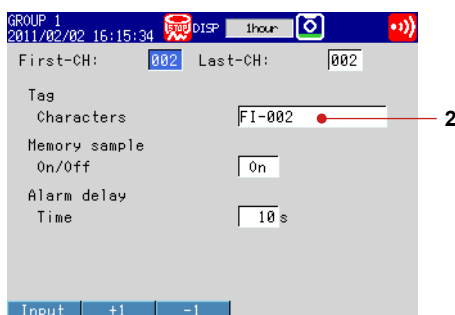 GROUP 1
2011/02/02 16:15:34 STOP DISP 1hour
First-CH: 002 Last-CH: 002
Tag
Characters FI-002 2
Memory sample
On/Off On
Alarm delay
Time 10 s
Input +1 -1